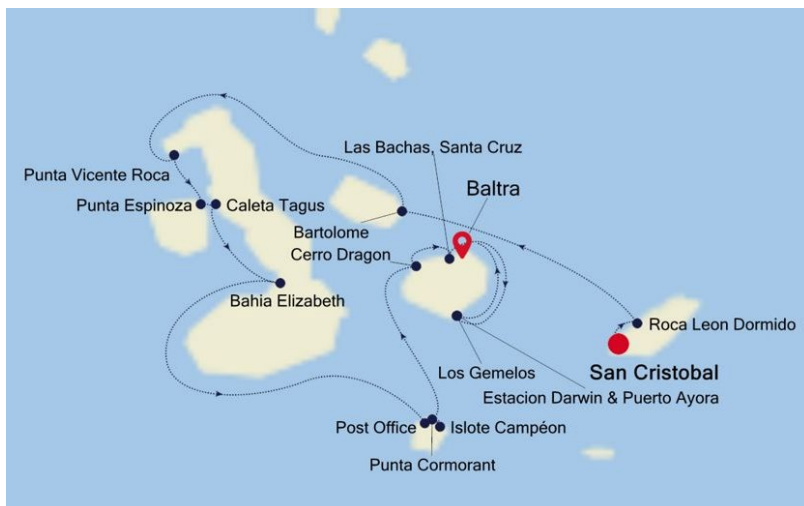 Las Bachas, Santa Cruz
Punta Vicente Roca
Baltra
Punta Espinoza
Caleta Tagus
Bartolome
Cerro Dragon
Bahia Elizabeth
Roca Leon Dormido
San Cristobal
Los Gemelos
Estacion Darwin & Puerto Ayora
Post Office
Islote Campéon
Punta Cormorant